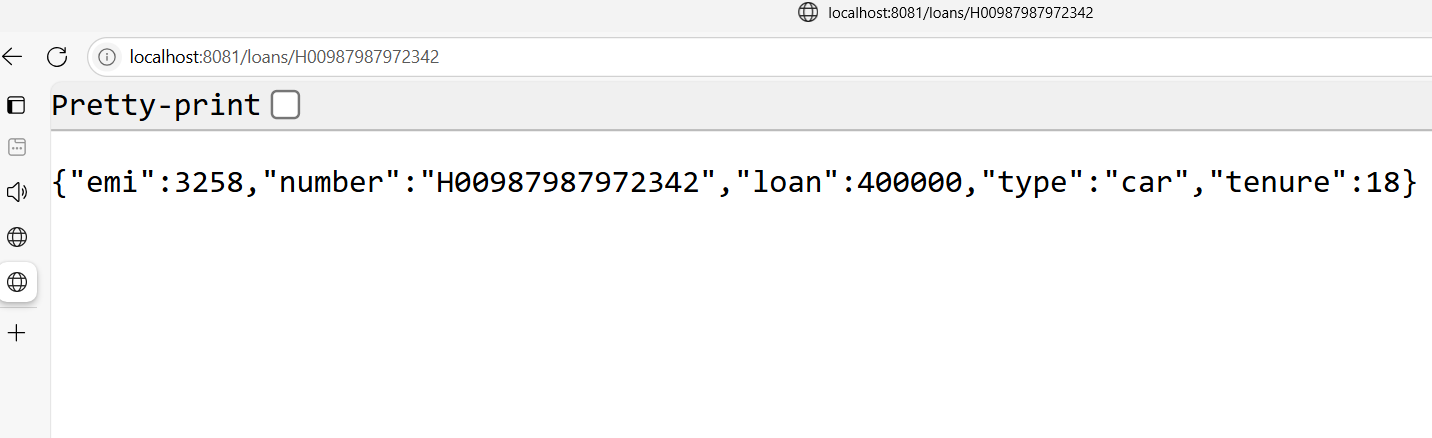 localhost:8081/loans/H00987987972342
localhost:8081/loans/H00987987972342
Pretty-print
{"emi":3258,"number":"H00987987972342","loan":400000,"type":"car","tenure":18}